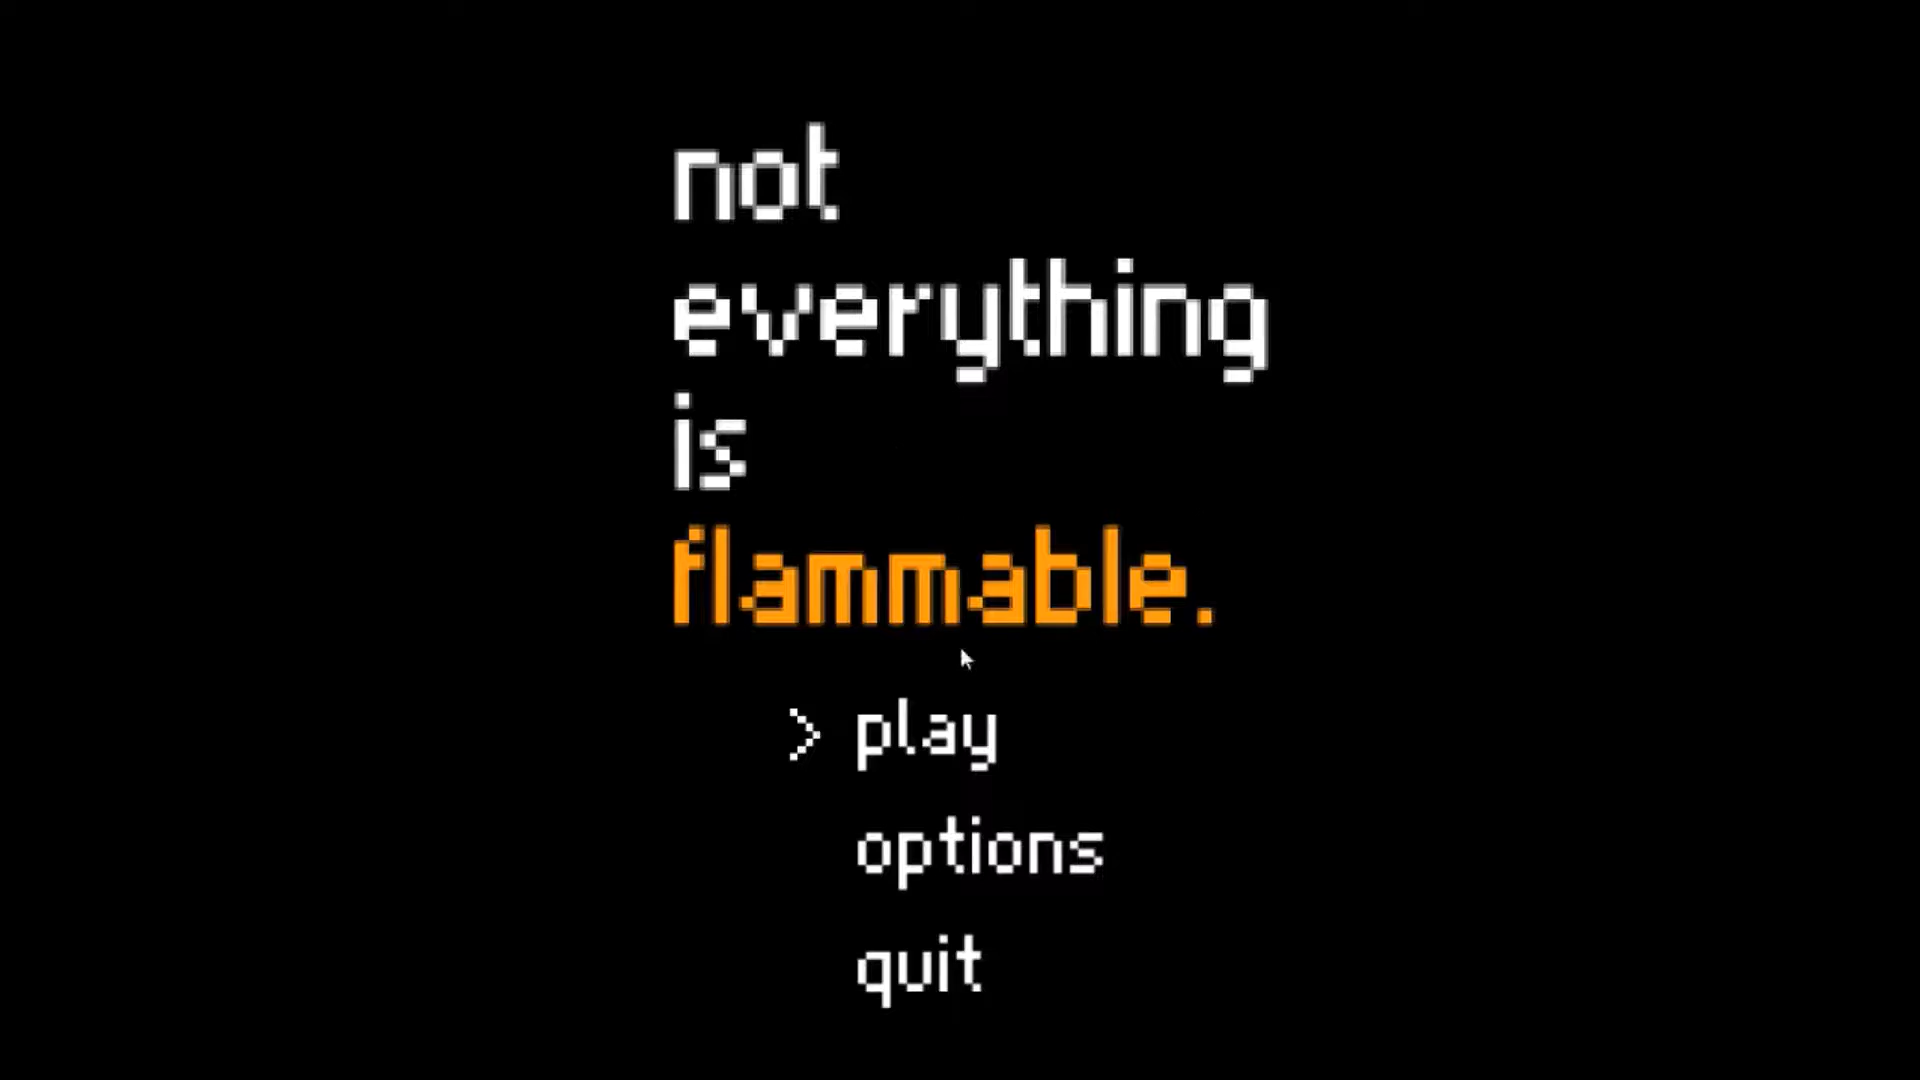 not
everything
is
flammable.
> play
options
quit